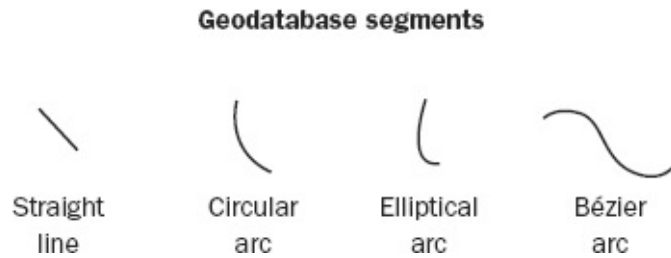 Geodatabase segments
Straight line
Circular arc
Elliptical arc
Bézier arc